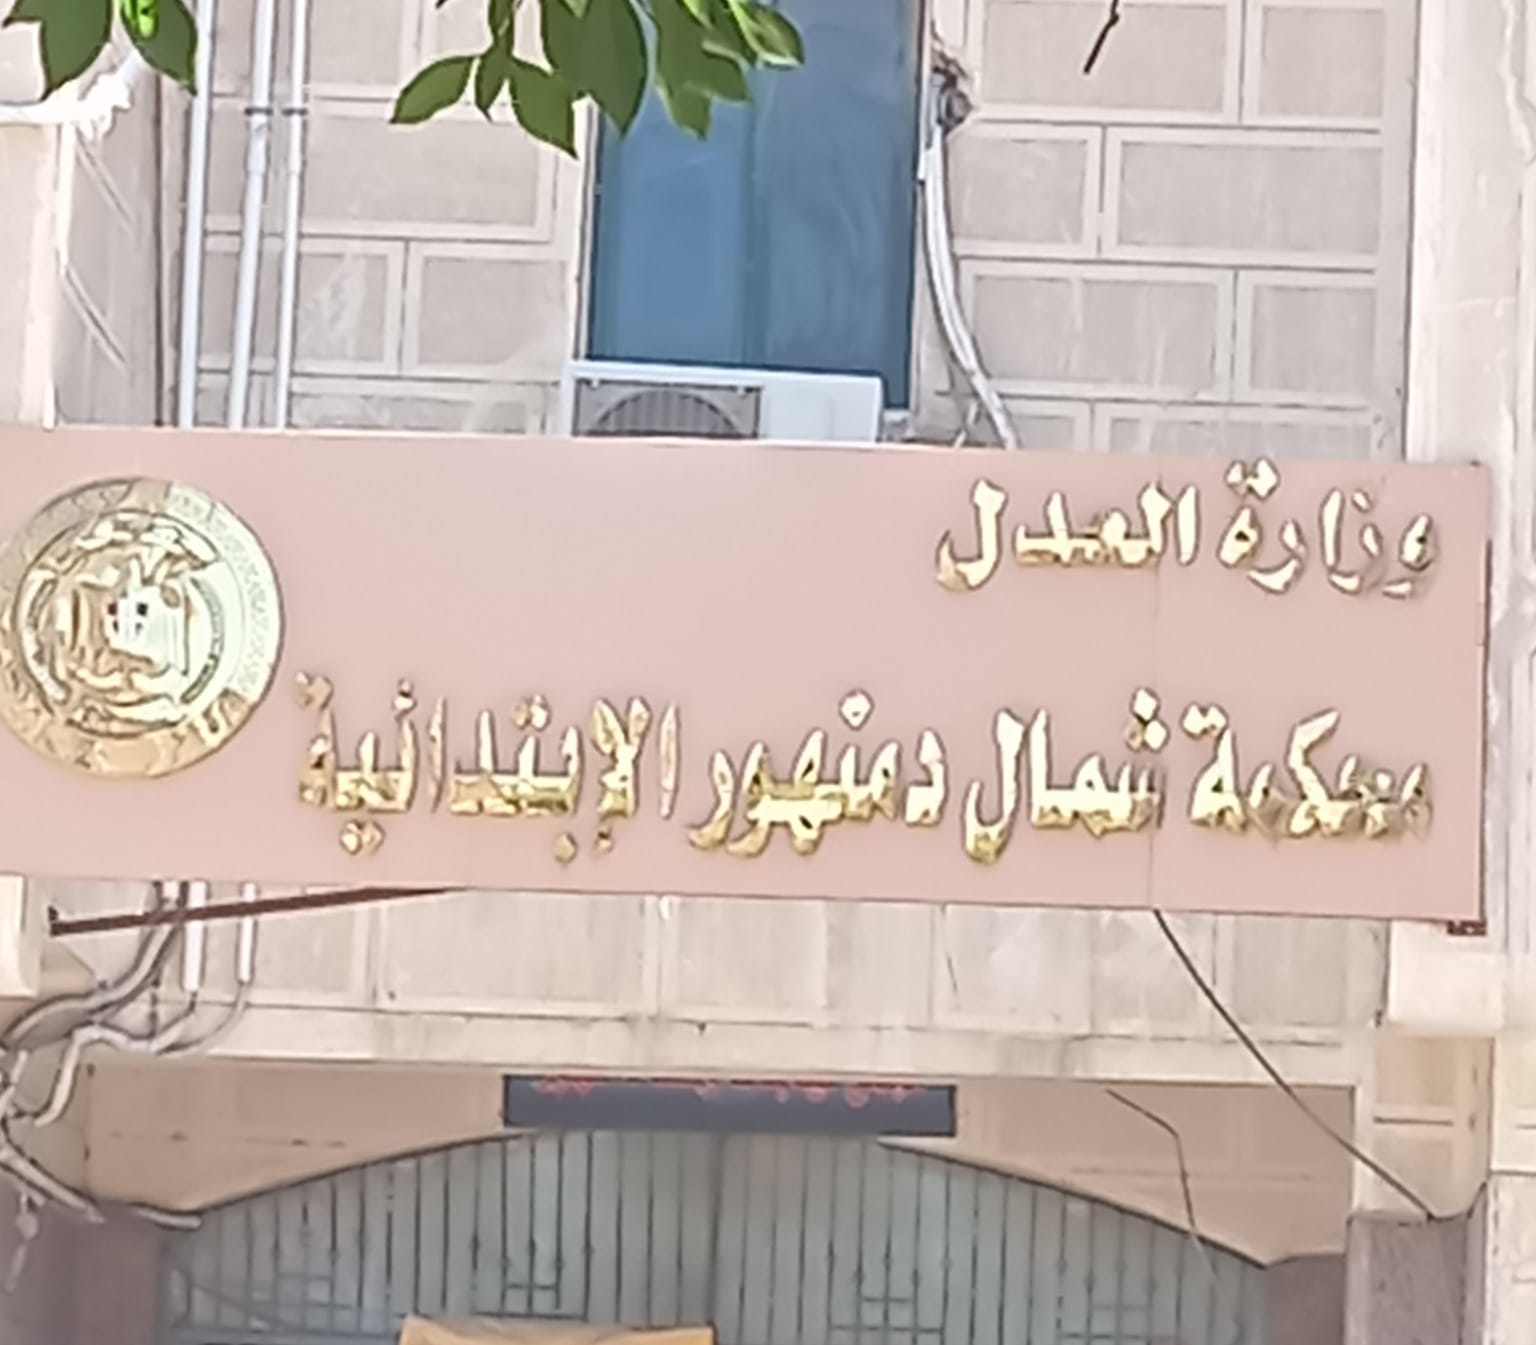 وزارة العدل
محكمة شمال دمنهور الإبتدائية